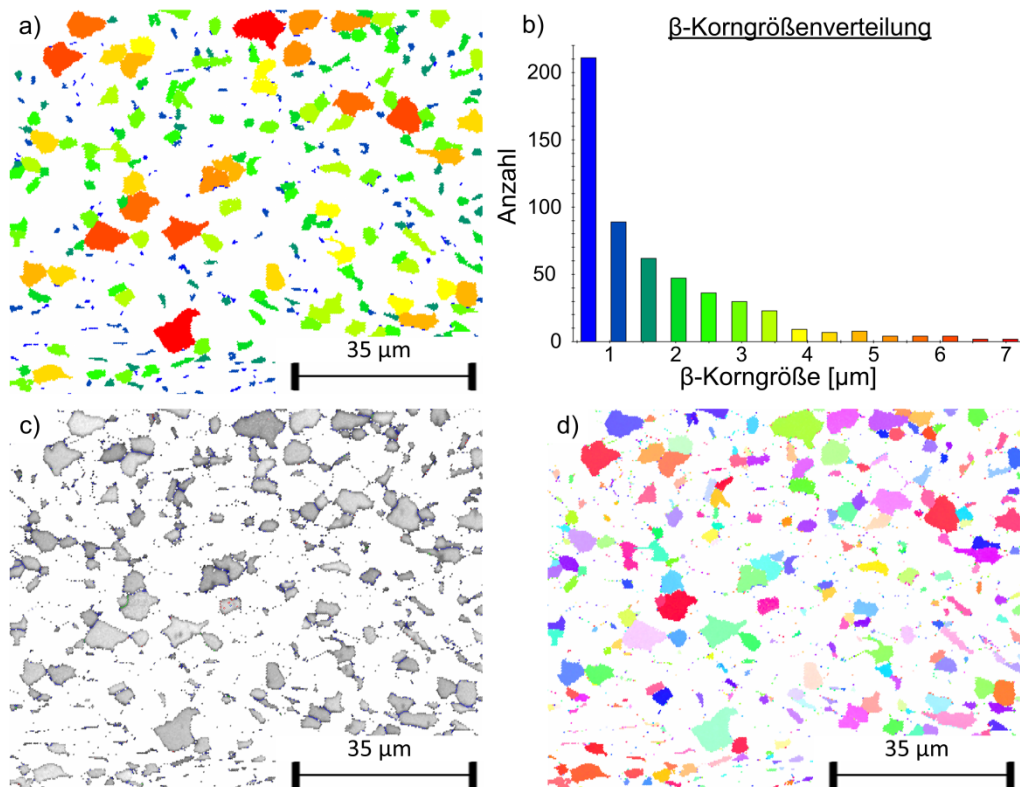 a)
35 µm
b)
β-Korngrößenverteilung
Anzahl
200
150
100
50
0
1 2 3 4 5 6 7
β-Korngröße [µm]
c)
35 µm
d)
35 µm